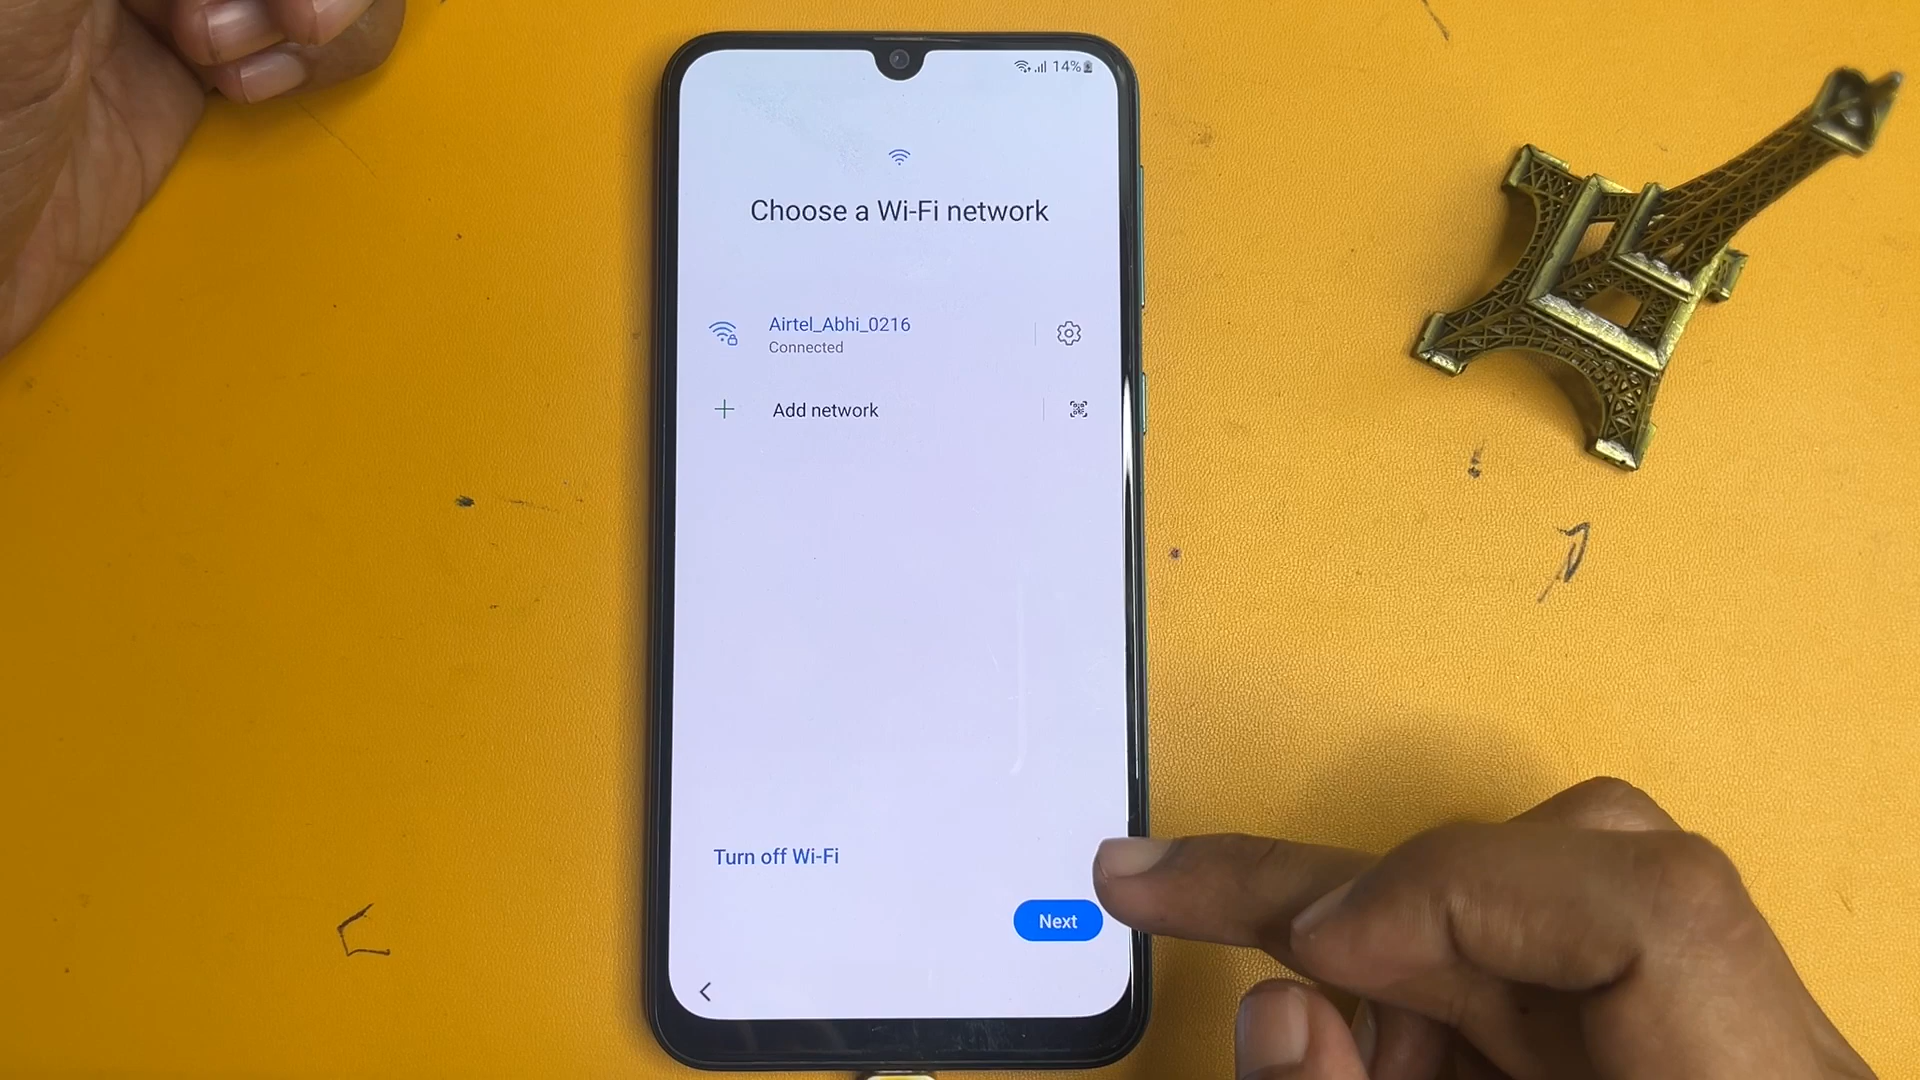 14%
Choose a Wi-Fi network
Airtel_Abhi_0216
Connected
Add network
Turn off Wi-Fi
Next